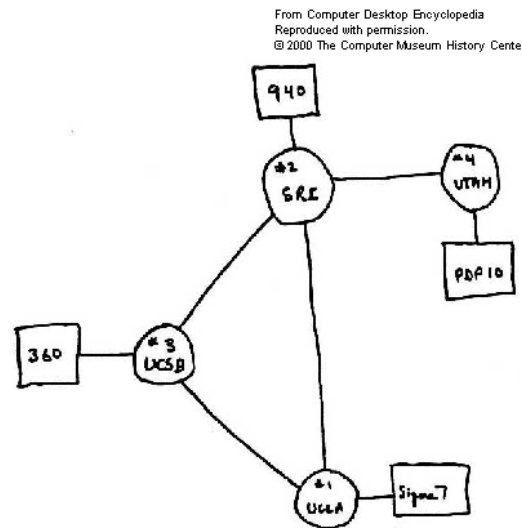 From Computer Desktop Encyclopedia
Reproduced with permission.
© 2000 The Computer Museum History Cente
940
#2
SRI
#4
UTAH
PDP10
360
#3
UCSB
#1
UCLA
Sigma7